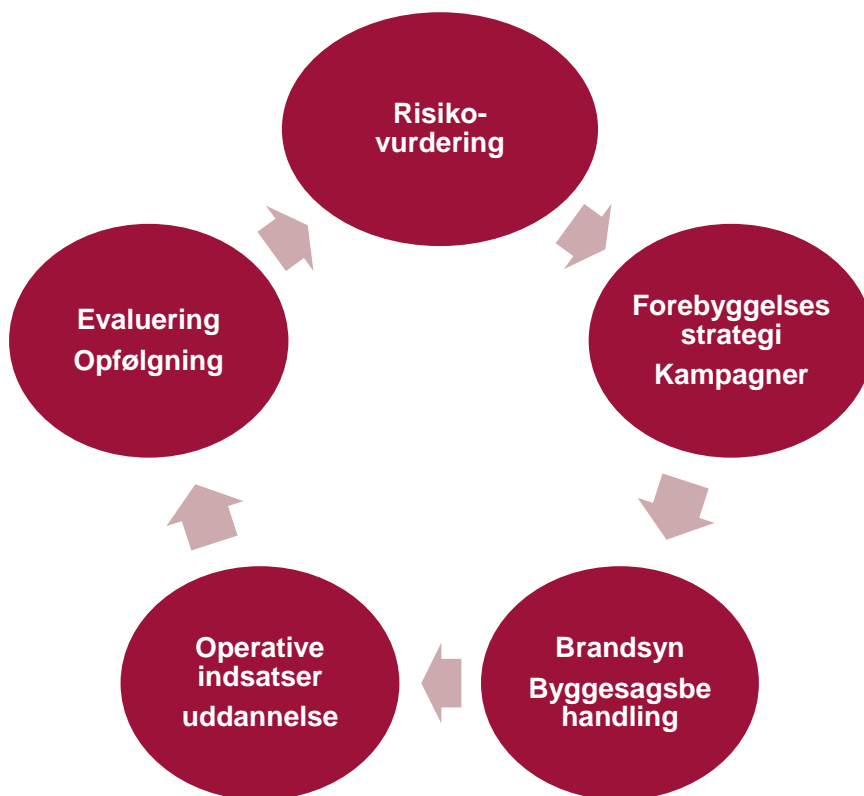 Risiko-
vurdering
Forebyggelses
strategi
Kampagner
Brandsyn
Byggesagsbe
handling
Operative
indsatser
uddannelse
Evaluering
Opfølgning